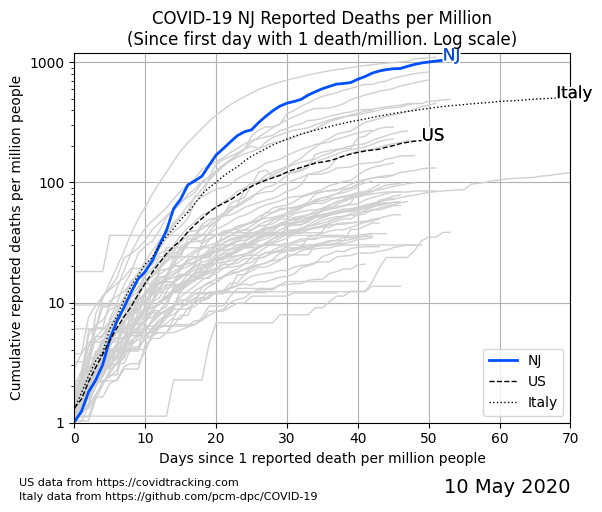 COVID-19 NJ Reported Deaths per Million
(Since first day with 1 death/million. Log scale)
Cumulative reported deaths per million people
1000
100
10
1
NJ
Italy
US
NJ
US
Italy
0 10 20 30 40 50 60 70
Days since 1 reported death per million people
US data from https://covidtracking.com
Italy data from https://github.com/pcm-dpc/COVID-19
10 May 2020